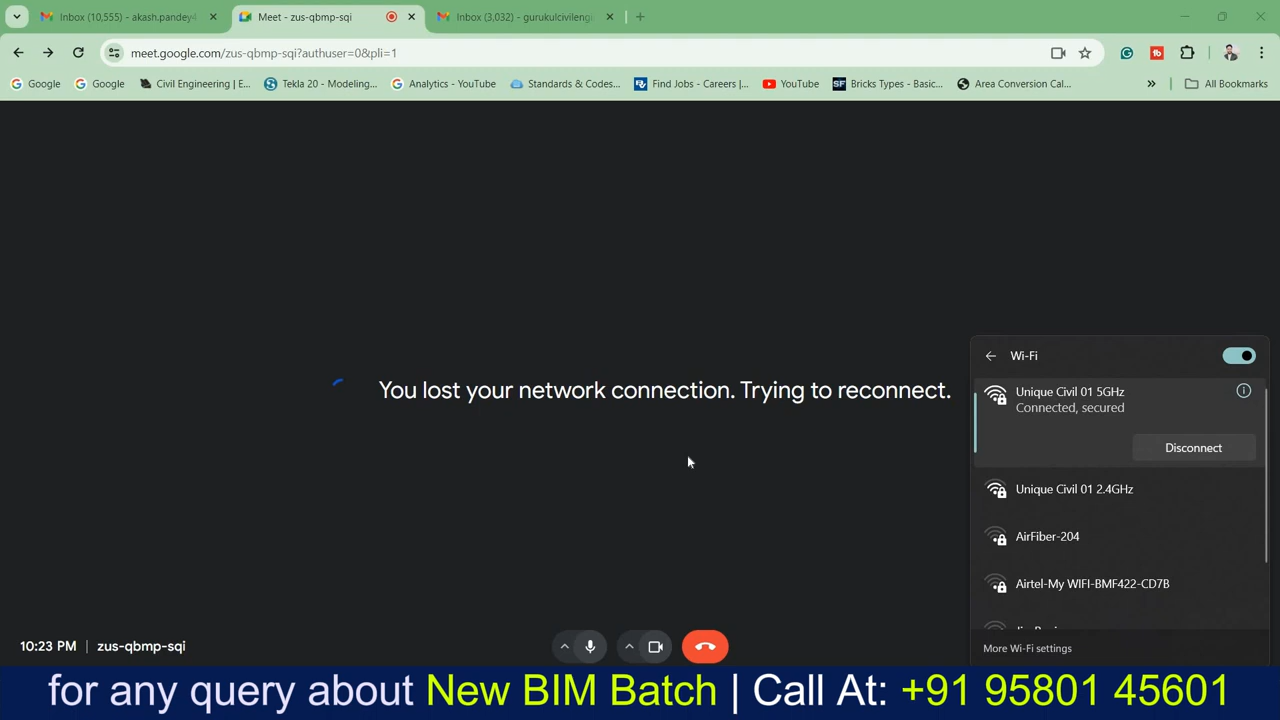 Inbox (10,555) - akash.pandey
Meet - zus-qbmp-sqi
Inbox (3,032) - gurukulcivileng
meet.google.com/zus-qbmp-sqi?authuser=0&pli=1
Google
Google
Civil Engineering | E...
Tekla 20 - Modeling...
Analytics - YouTube
Standards & Codes...
Find Jobs - Careers |...
YouTube
Bricks Types - Basic...
Area Conversion Cal...
All Bookmarks
Wi-Fi
Unique Civil 01 5GHz
Connected, secured
You lost your network connection. Trying to reconnect.
Disconnect
Unique Civil 01 2.4GHz
AirFiber-204
Airtel-My WIFI-BMF422-CD7B
More Wi-Fi settings
10:23 PM | zus-qbmp-sqi
for any query about New BIM Batch | Call At: +91 95801 45601